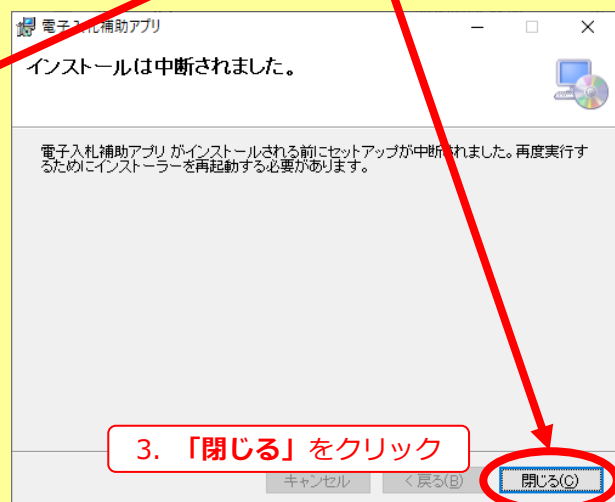 電子入札補助アプリ
インストールは中断されました。
電子入札補助アプリ がインストールされる前にセットアップが中断されました。再度実行す
るためにインストーラーを再起動する必要があります。
3. 「閉じる」をクリック
キャンセル < 戻る(B) 閉じる(C)